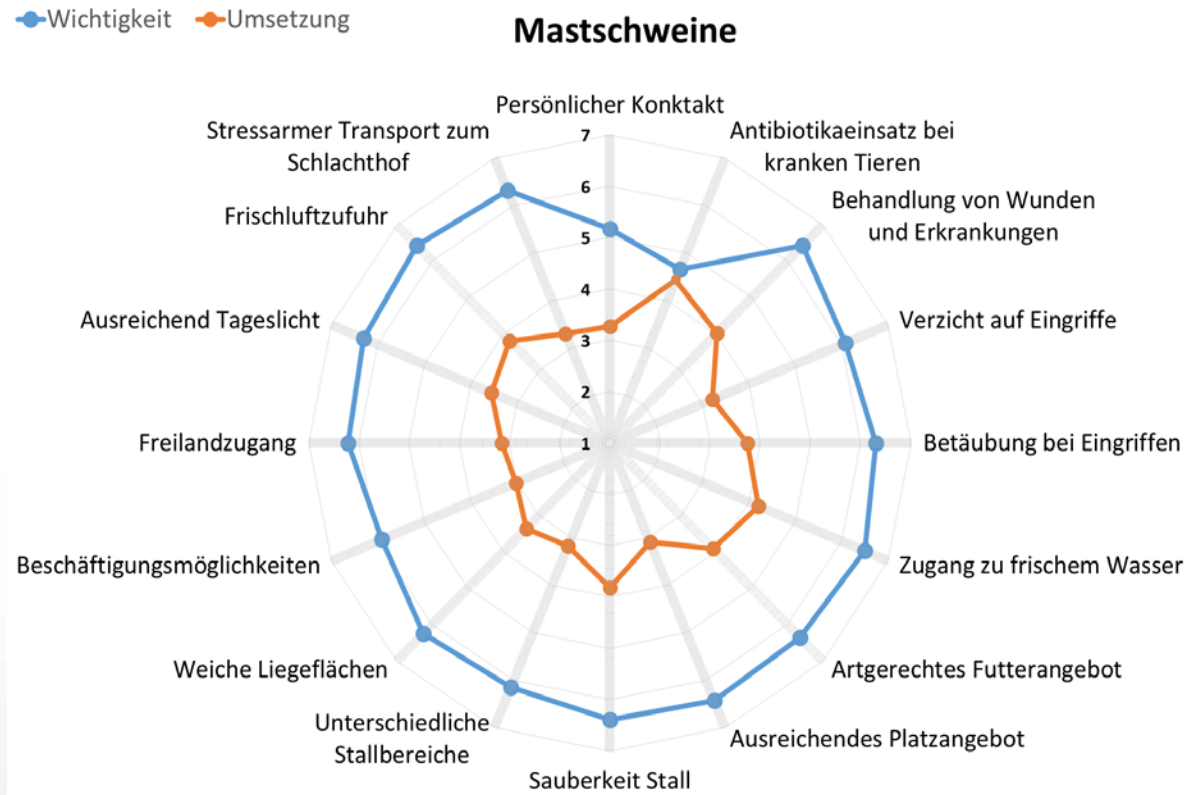 Wichtigkeit Umsetzung
Mastschweine
Persönlicher Konktakt
Antibiotikaeinsatz bei
kranken Tieren
Behandlung von Wunden
und Erkrankungen
Verzicht auf Eingriffe
Betäubung bei Eingriffen
Zugang zu frischem Wasser
Artgerechtes Futterangebot
Ausreichendes Platzangebot
Sauberkeit Stall
Unterschiedliche
Stallbereiche
Weiche Liegeflächen
Beschäftigungsmöglichkeiten
Freilandzugang
Ausreichend Tageslicht
Frischluftzufuhr
Stressarmer Transport zum
Schlachthof
7
6
5
4
3
2
1